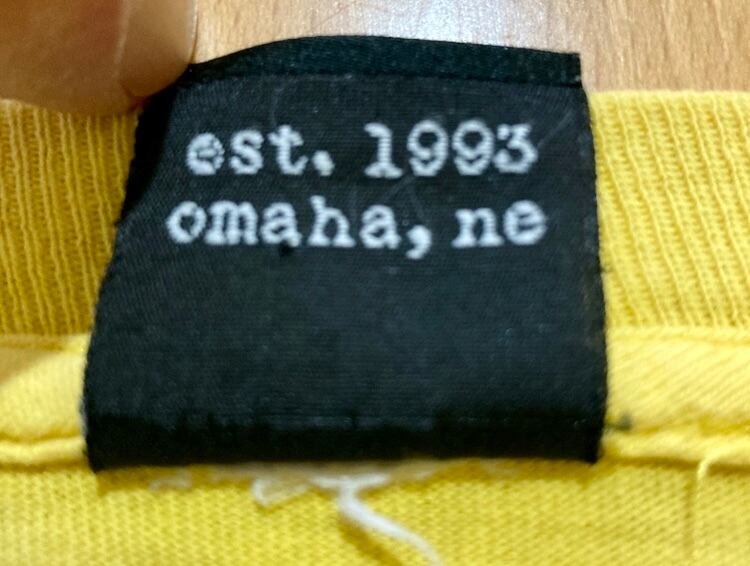 est. 1993
omaha, ne